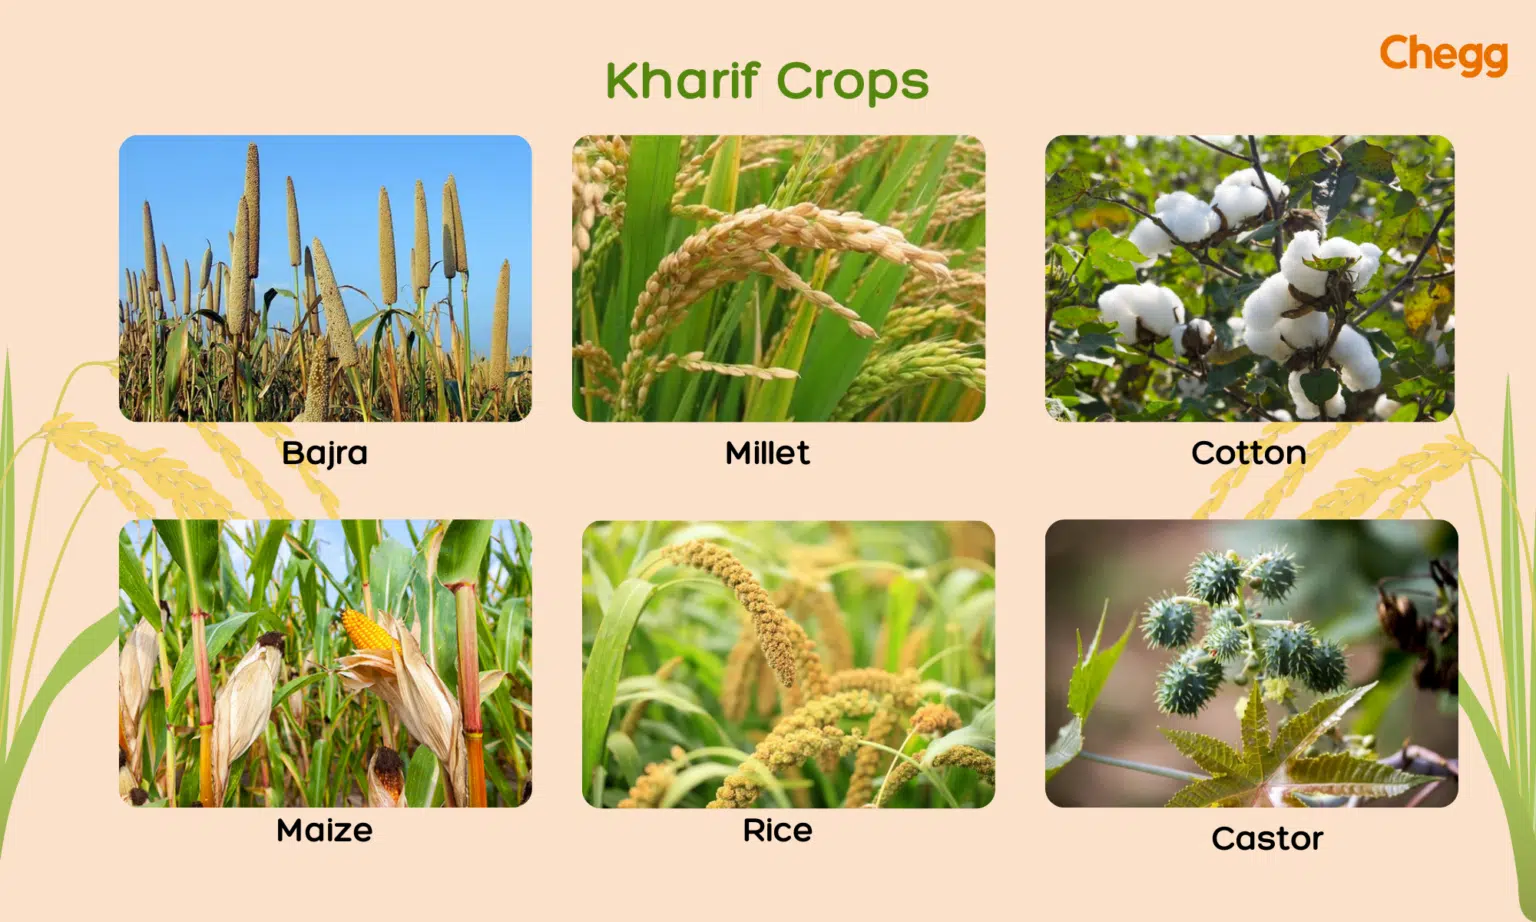 Chegg
Kharif Crops
Bajra
Millet
Cotton
Maize
Rice
Castor